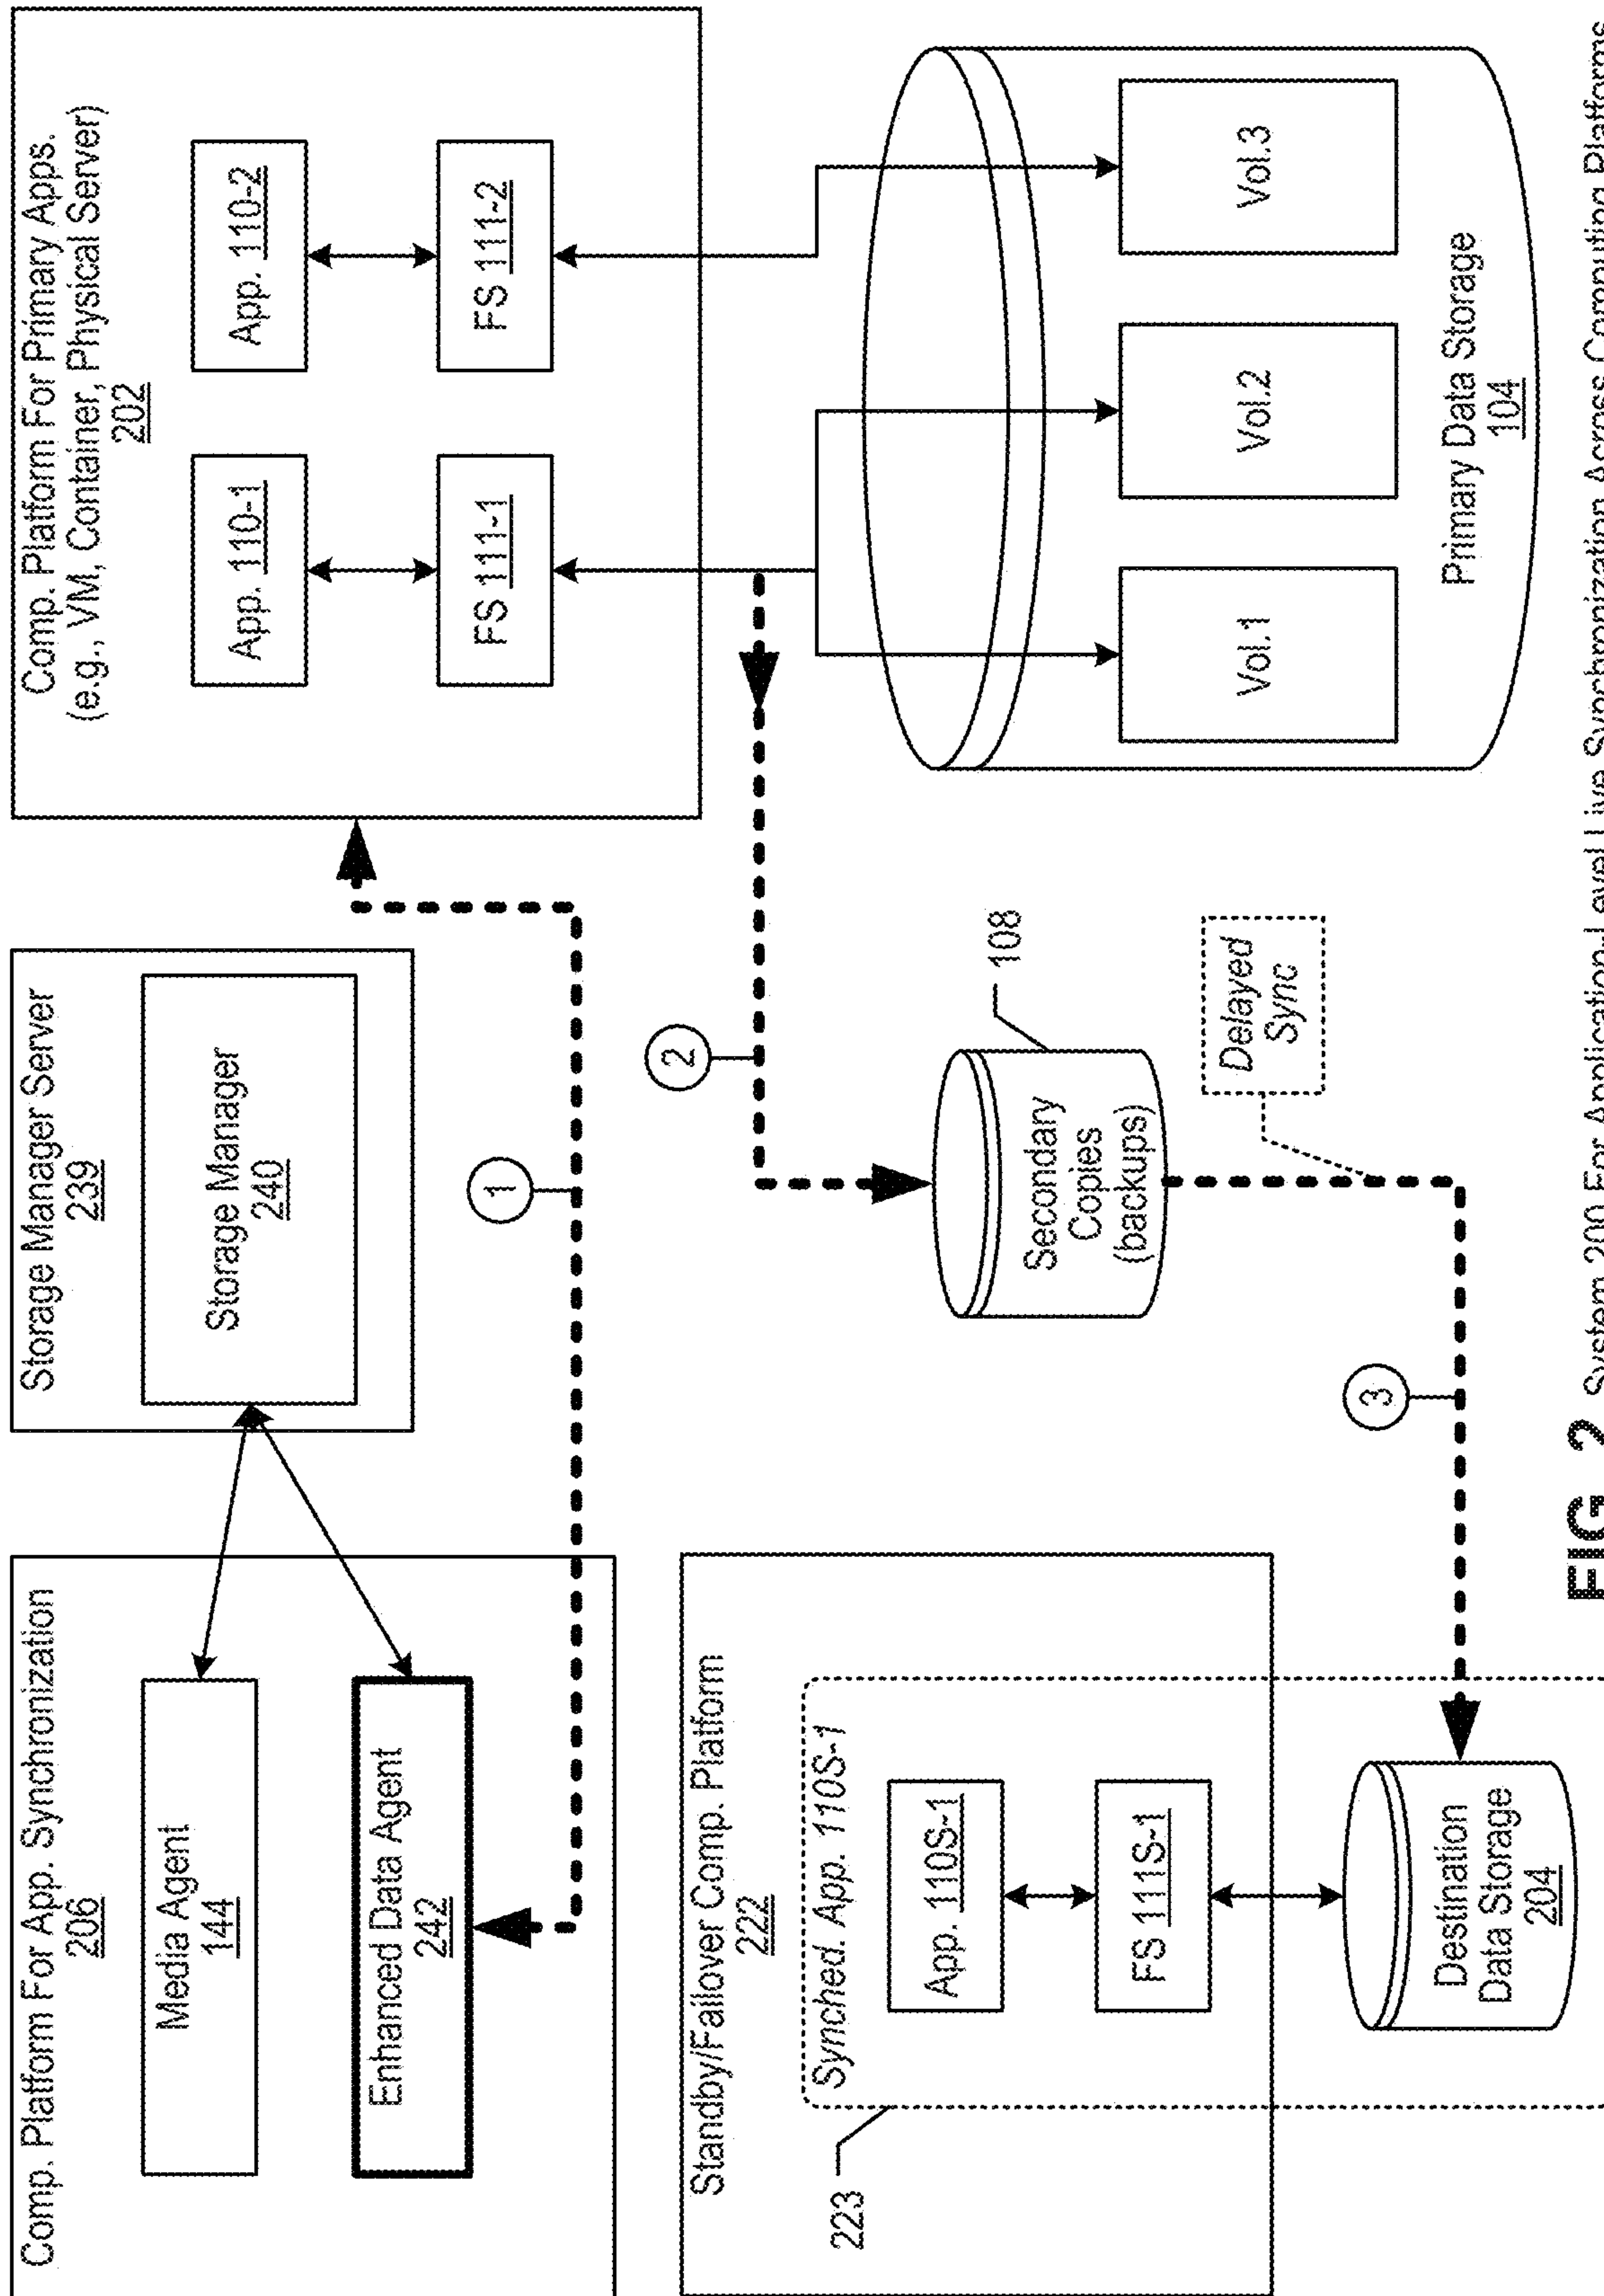 Comp. Platform For App. Synchronization
206
Media Agent
144
Enhanced Data Agent
242
Storage Manager Server
239
Storage Manager
240
Comp. Platform For Primary Apps.
(e.g., VM, Container, Physical Server)
202
App. 110-1
FS 111-1
App. 110-2
FS 111-2
1
2
Standby/Failover Comp. Platform
222
Synched. App. 110S-1
App. 110S-1
FS 111S-1
223
Destination
Data Storage
204
Secondary
Copies
(backups)
108
Delayed
Sync
3
Vol.1
Vol.2
Vol.3
Primary Data Storage
104
FIG. 2 System 200 For Application-Level Live Synchronization Across Computing Platforms